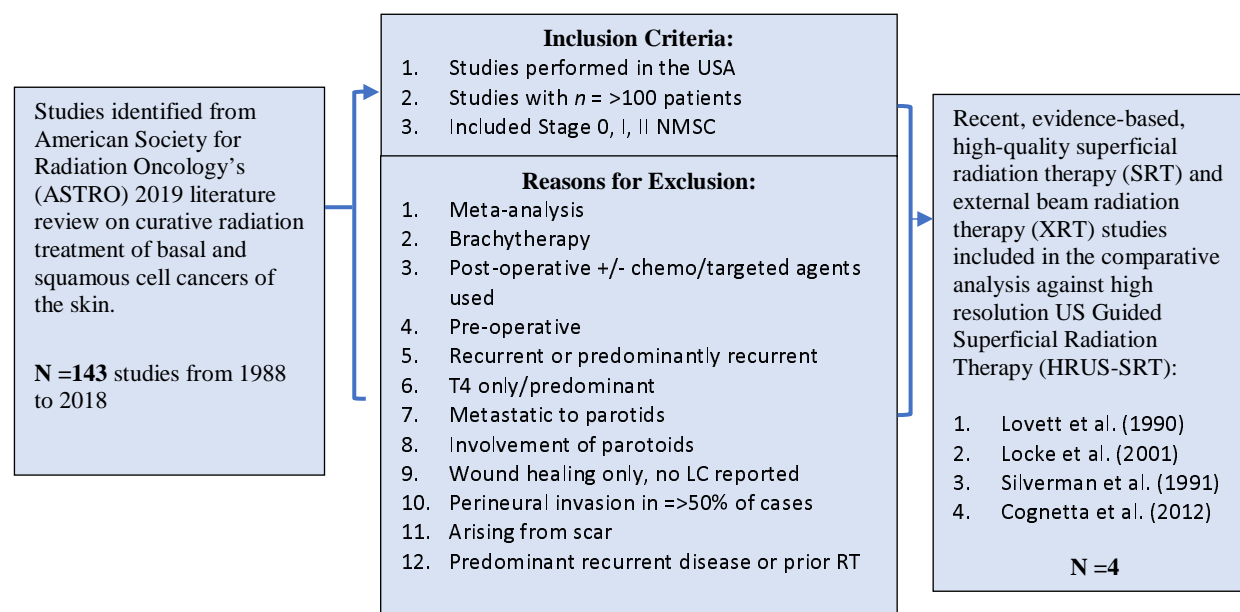 Studies identified from
American Society for
Radiation Oncology's
(ASTRO) 2019 literature
review on curative radiation
treatment of basal and
squamous cell cancers of
the skin.
N =143 studies from 1988
to 2018
Inclusion Criteria:
1. Studies performed in the USA
2. Studies with n = >100 patients
3. Included Stage 0, I, II NMSC
Reasons for Exclusion:
1. Meta-analysis
2. Brachytherapy
3. Post-operative +/- chemo/targeted agents
used
4. Pre-operative
5. Recurrent or predominantly recurrent
6. T4 only/predominant
7. Metastatic to parotids
8. Involvement of parotoids
9. Wound healing only, no LC reported
10. Perineural invasion in =>50% of cases
11. Arising from scar
12. Predominant recurrent disease or prior RT
Recent, evidence-based,
high-quality superficial
radiation therapy (SRT) and
external beam radiation
therapy (XRT) studies
included in the comparative
analysis against high
resolution US Guided
Superficial Radiation
Therapy (HRUS-SRT):
1. Lovett et al. (1990)
2. Locke et al. (2001)
3. Silverman et al. (1991)
4. Cognetta et al. (2012)
N =4